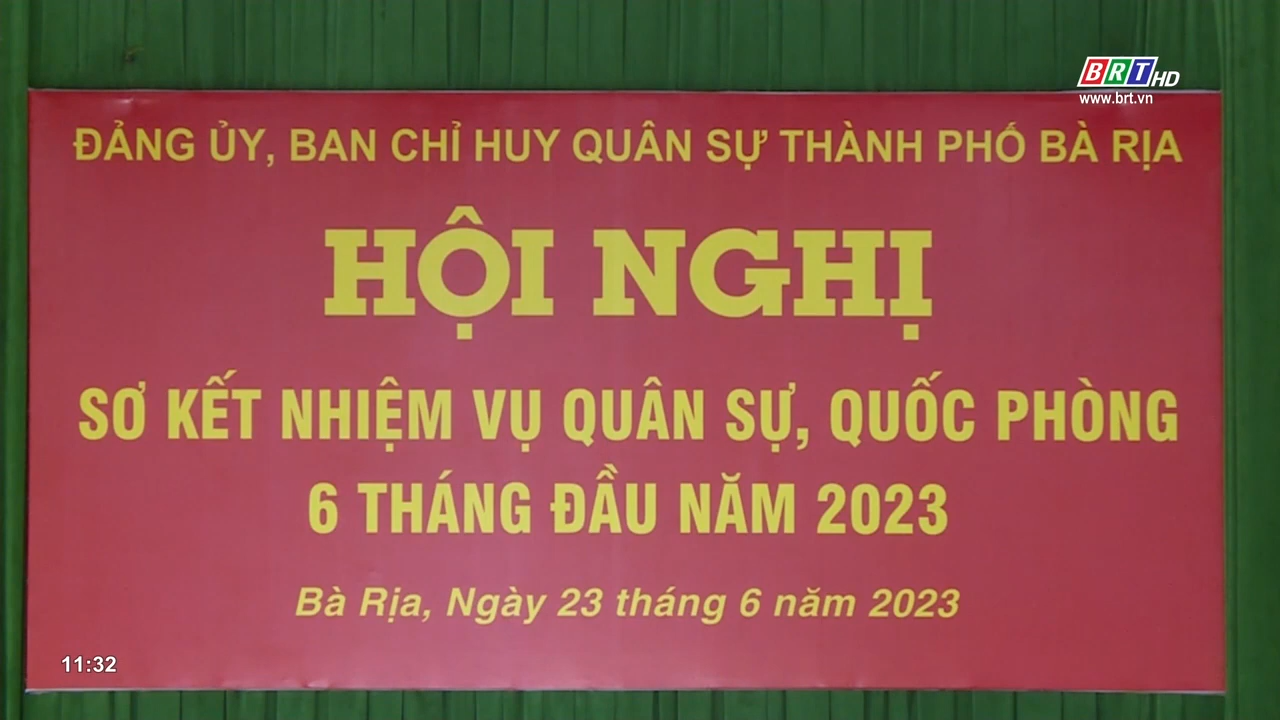 BRT HD
www.brt.vn
ĐẢNG ỦY, BAN CHỈ HUY QUÂN SỰ THÀNH PHỐ BÀ RỊA
HỘI NGHỊ
SƠ KẾT NHIỆM VỤ QUÂN SỰ, QUỐC PHÒNG
6 THÁNG ĐẦU NĂM 2023
Bà Rịa, Ngày 23 tháng 6 năm 2023
11:32